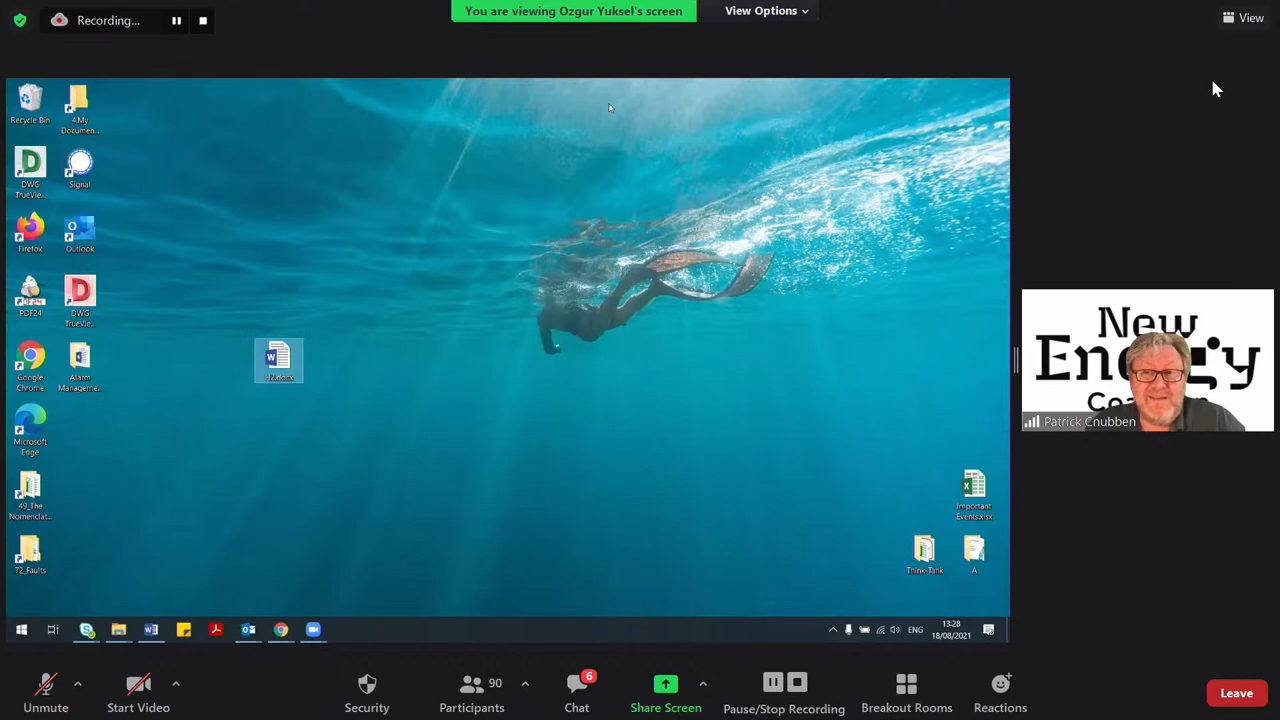 Recording...
You are viewing Ozgur Yuksel's screen
View Options
View
Recycle Bin
4.My
Documen...
DWG
TrueVie...
Signal
Firefox
Outlook
PDF24
DWG
TrueVie...
Google
Chrome
Alarm
Manageme...
Microsoft
Edge
49_The
Nomenclat...
72_Faults
Important
Events.xlsx
Think-Tank
A
New
Energy
Patrick Cnubben
ENG
13:28
18/08/2021
Unmute
Start Video
Security
90
Participants
6
Chat
Share Screen
Pause/Stop Recording
Breakout Rooms
Reactions
Leave